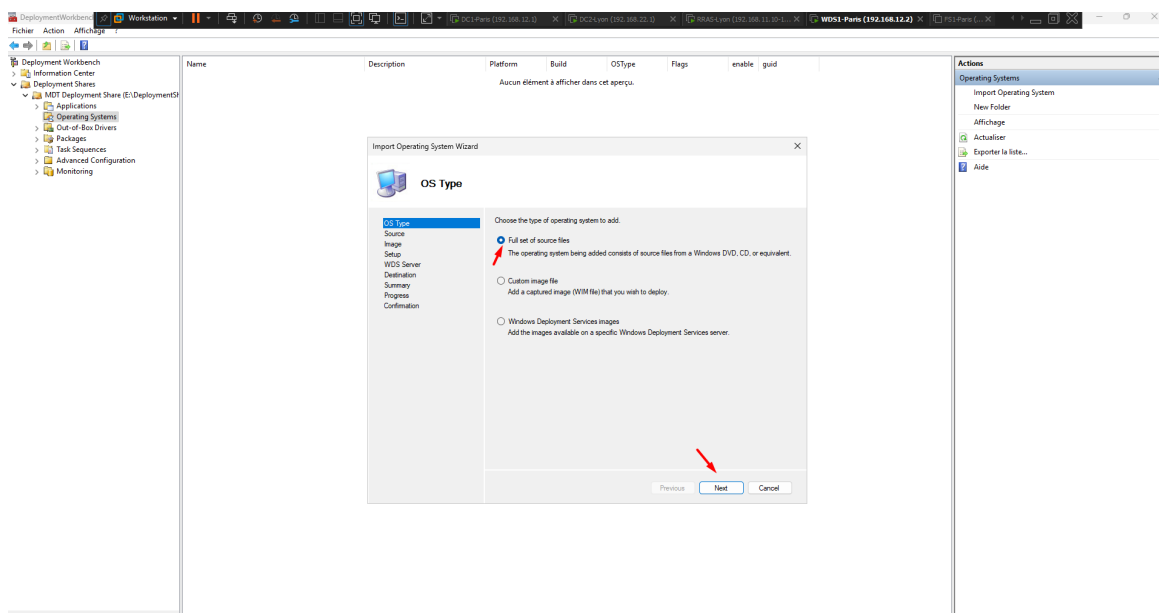 DeploymentWorkbenc
Workstation
DC1-Paris (192.168.12.1)
DC2-Lyon (192.168.22.1)
RRAS-Lyon (192.168.11.10-1...
WDS1-Paris (192.168.12.2)
FS1-Paris (...
Fichier Action Affichage ?
Deployment Workbench
Information Center
Deployment Shares
MDT Deployment Share (E:\DeploymentSh
Applications
Operating Systems
Out-of-Box Drivers
Packages
Task Sequences
Advanced Configuration
Monitoring
Name Description Platform Build OSType Flags enable guid
Aucun élément à afficher dans cet aperçu.
Import Operating System Wizard
OS Type
OS Type
Source
Image
Setup
WDS Server
Destination
Summary
Progress
Confirmation
Choose the type of operating system to add.
Full set of source files
The operating system being added consists of source files from a Windows DVD, CD, or equivalent.
Custom image file
Add a captured image (WIM file) that you wish to deploy.
Windows Deployment Services images
Add the images available on a specific Windows Deployment Services server.
Previous Next Cancel
Actions
Operating Systems
Import Operating System
New Folder
Affichage
Actualiser
Exporter la liste...
Aide